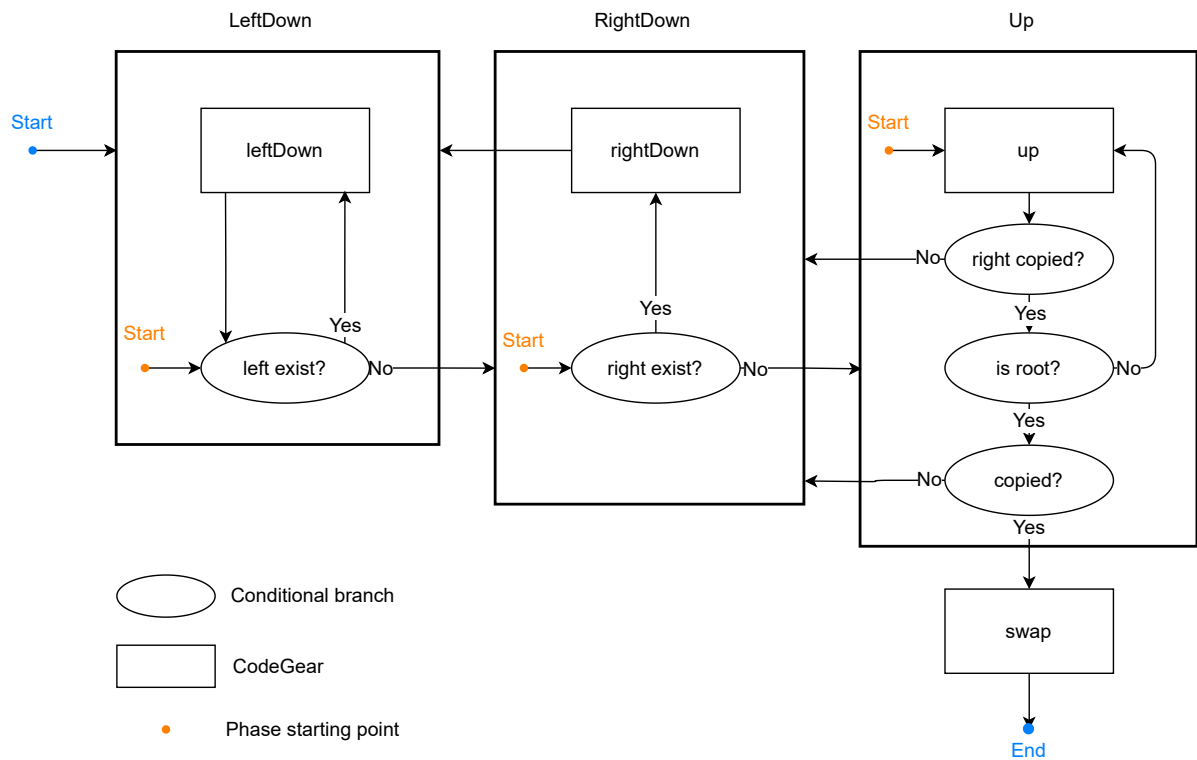 LeftDown
RightDown
Up
Start
leftDown
rightDown
Start
up
No
right copied?
Yes
Yes
Yes
Start
Start
left exist?
No
right exist?
No
is root?
No
Yes
No
copied?
Yes
Conditional branch
swap
CodeGear
Phase starting point
End